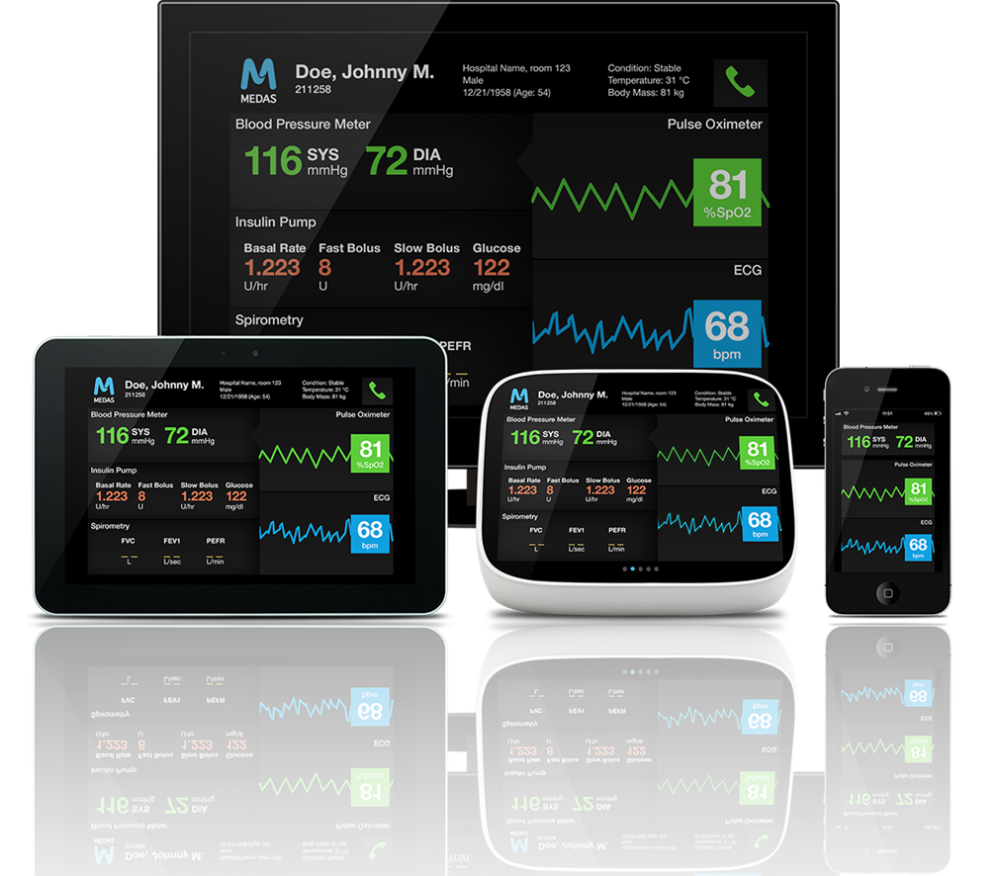 MEDAS
Doe, Johnny M.
211258
Hospital Name, room 123
Male
12/21/1958 (Age: 54)
Condition: Stable
Temperature: 31 °C
Body Mass: 81 kg
Blood Pressure Meter
116 SYS mmHg 72 DIA mmHg
Pulse Oximeter
81
%SpO2
Insulin Pump
Basal Rate Fast Bolus Slow Bolus Glucose
1.223 8 1.223 122
U/hr U U/hr mg/dl
ECG
68
bpm
Spirometry
PEFR
/min
MEDAS
Doe, Johnny M.
211258
Hospital Name, room 123
Male
12/21/1958 (Age: 54)
Condition: Stable
Temperature: 31 °C
Body Mass: 81 kg
Blood Pressure Meter
116 SYS mmHg 72 DIA mmHg
Pulse Oximeter
81
%SpO2
Insulin Pump
Basal Rate Fast Bolus Slow Bolus Glucose
1.223 8 1.223 122
U/hr U U/hr mg/dl
ECG
68
bpm
Spirometry
FVC FEV1 PEFR
L L/sec L/min
MEDAS
Doe, Johnny M.
211258
Hospital Name, room 123
Male
12/21/1958 (Age: 54)
Condition: Stable
Temperature: 31 °C
Body Mass: 81 kg
Blood Pressure Meter
116 SYS mmHg 72 DIA mmHg
Pulse Oximeter
81
%SpO2
Insulin Pump
Basal Rate Fast Bolus Slow Bolus Glucose
1.223 8 1.223 122
U/hr U U/hr mg/dl
ECG
68
bpm
Spirometry
FVC FEV1 PEFR
L L/sec L/min
11:51
Blood Pressure Meter
116 SYS mmHg 72 DIA mmHg
Pulse Oximeter
81
%SpO2
ECG
68
bpm